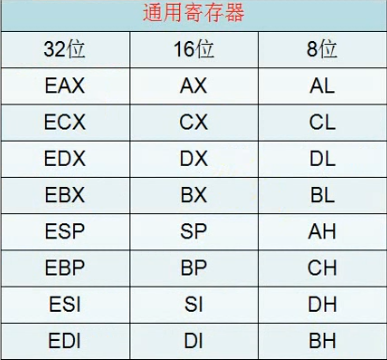 通用寄存器
32位 16位 8位
EAX AX AL
ECX CX CL
EDX DX DL
EBX BX BL
ESP SP AH
EBP BP CH
ESI SI DH
EDI DI BH